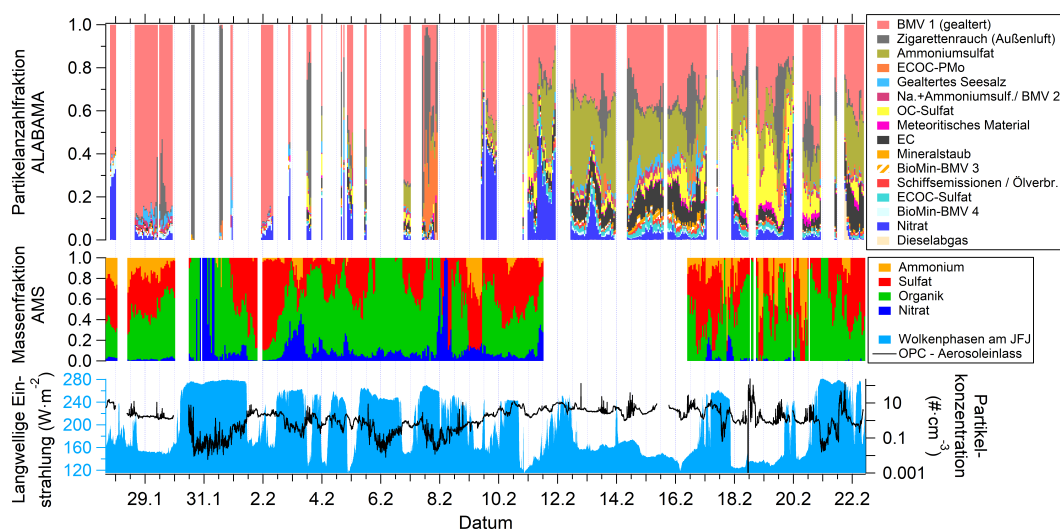 1.0
0.8
0.6
0.4
0.2
0.0
Partikelanzahlfraktion
ALABAMA
BMV 1 (gealtert)
Zigarettenrauch (Außenluft)
Ammoniumsulfat
ECOC-PMo
Gealtertes Seesalz
Na.+Ammoniumsulf./ BMV 2
OC-Sulfat
Meteoritisches Material
EC
Mineralstaub
BioMin-BMV 3
Schiffsemissionen / Ölverbr.
ECOC-Sulfat
BioMin-BMV 4
Nitrat
Dieselabgas
1.0
0.8
0.6
0.4
0.2
0.0
Massenfraktion
AMS
Ammonium
Sulfat
Organik
Nitrat
Wolkenphasen am JFJ
OPC - Aerosoleinlass
280
240
200
160
120
Langwellige Ein-
strahlung (W·m-2)
10
0.1
0.001
Partikel-
konzentration
(#·cm-3)
29.1 31.1 2.2 4.2 6.2 8.2 10.2 12.2 14.2 16.2 18.2 20.2 22.2
Datum